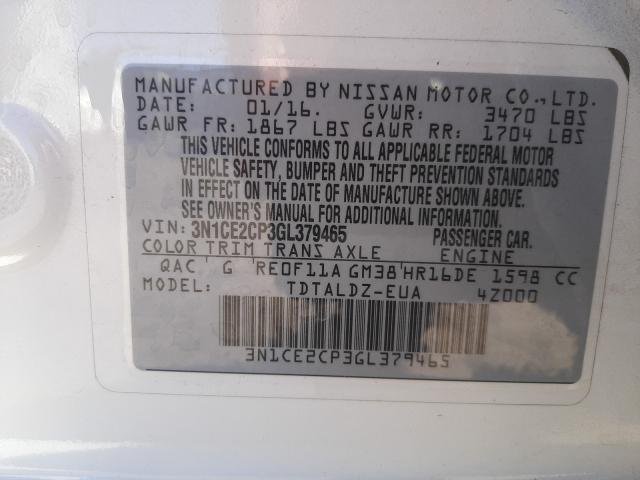 MANUFACTURED BY NISSAN MOTOR CO.,LTD.
DATE: 01/16. GVWR: 3470 LBS
GAWR FR: 1867 LBS GAWR RR: 1704 LBS
THIS VEHICLE CONFORMS TO ALL APPLICABLE FEDERAL MOTOR
VEHICLE SAFETY, BUMPER AND THEFT PREVENTION STANDARDS
IN EFFECT ON THE DATE OF MANUFACTURE SHOWN ABOVE.
SEE OWNER'S MANUAL FOR ADDITIONAL INFORMATION.
VIN: 3N1CE2CP3GL379465 PASSENGER CAR.
COLOR TRIM TRANS AXLE ENGINE
QAC ' G ' RE0F11A GM38 ' HR16DE 1598 CC
MODEL: TDTALDZ-EUA 4Z000
3N1CE2CP3GL379465